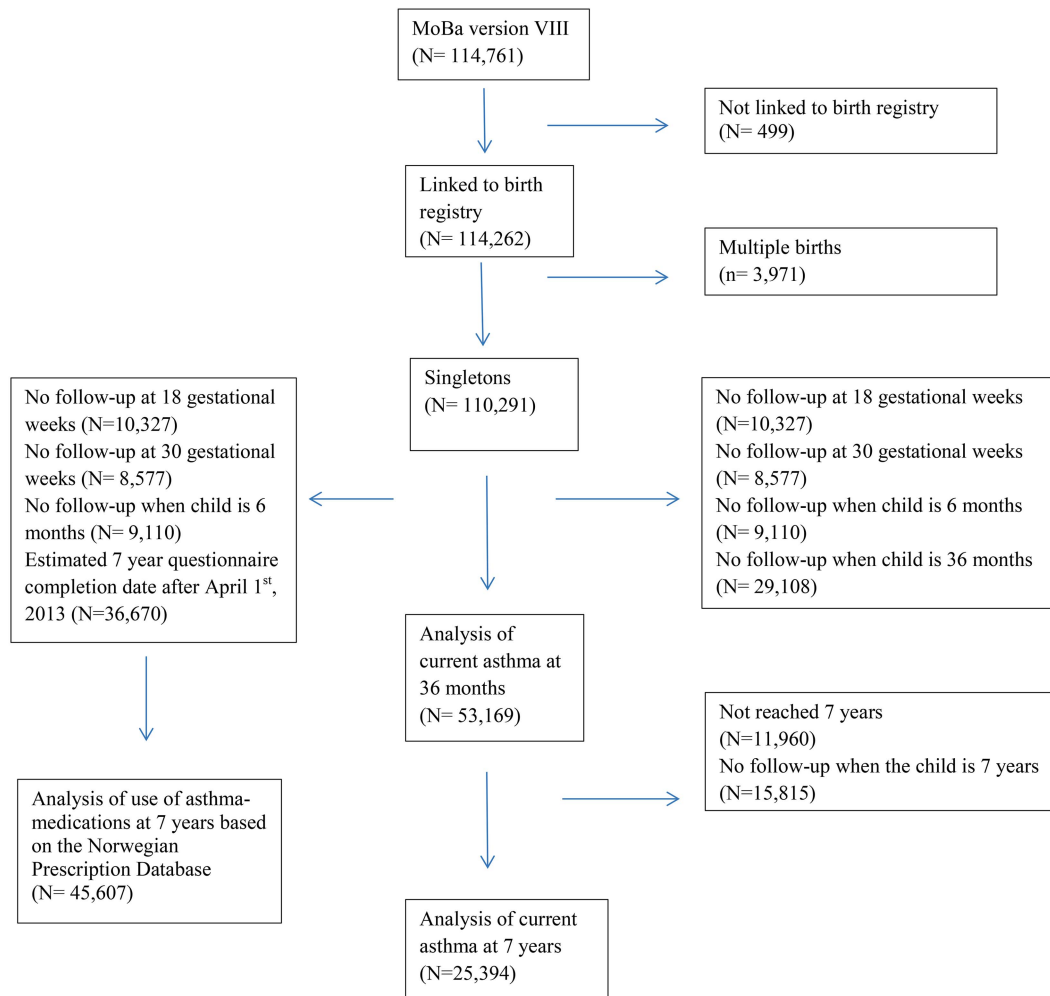 MoBa version VIII
(N= 114,761)
Not linked to birth registry
(N= 499)
Linked to birth
registry
(N= 114,262)
Multiple births
(n= 3,971)
Singletons
(N= 110,291)
No follow-up at 18 gestational
weeks (N=10,327)
No follow-up at 30 gestational
weeks (N= 8,577)
No follow-up when child is 6
months (N= 9,110)
Estimated 7 year questionnaire
completion date after April 1st,
2013 (N=36,670)
No follow-up at 18 gestational weeks
(N=10,327)
No follow-up at 30 gestational weeks
(N= 8,577)
No follow-up when child is 6 months
(N= 9,110)
No follow-up when child is 36 months
(N= 29,108)
Analysis of
current asthma at
36 months
(N= 53,169)
Not reached 7 years
(N=11,960)
No follow-up when the child is 7 years
(N=15,815)
Analysis of use of asthma-
medications at 7 years based
on the Norwegian
Prescription Database
(N= 45,607)
Analysis of current
asthma at 7 years
(N=25,394)